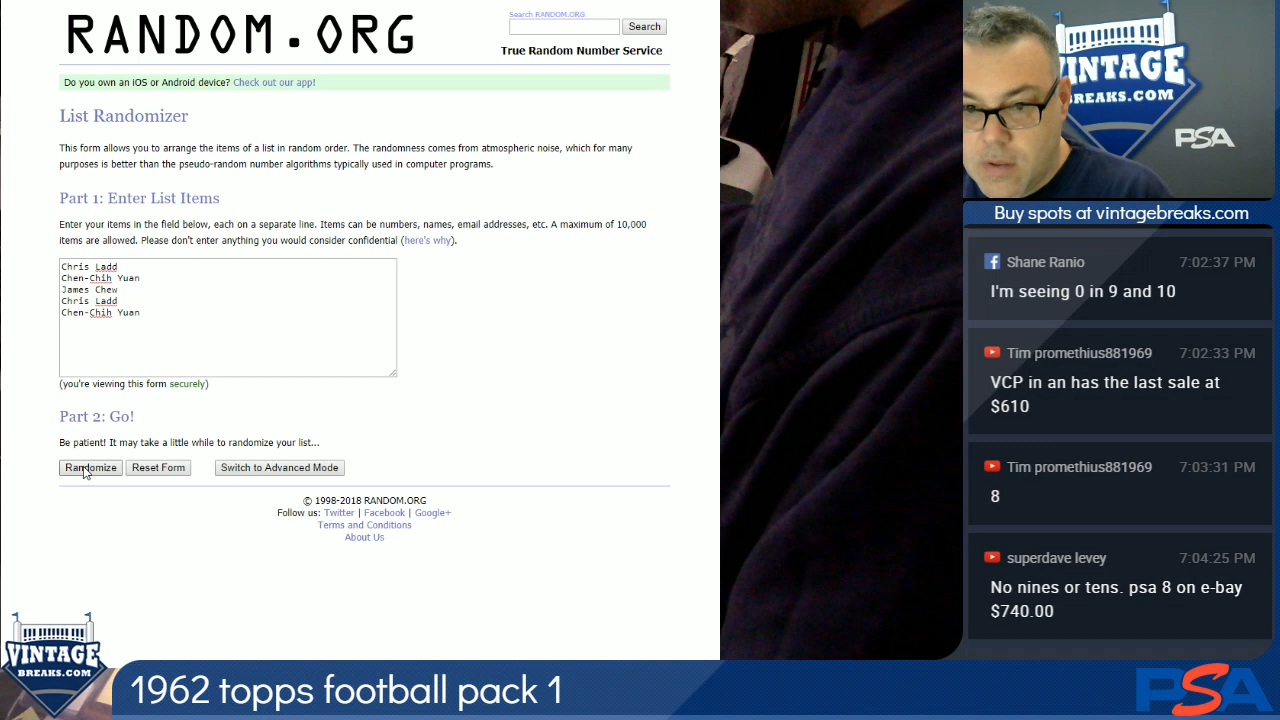 RANDOM.ORG
Search RANDOM.ORG
Search
True Random Number Service
Do you own an iOS or Android device? Check out our app!
List Randomizer
This form allows you to arrange the items of a list in random order. The randomness comes from atmospheric noise, which for many
purposes is better than the pseudo-random number algorithms typically used in computer programs.
Part 1: Enter List Items
Enter your items in the field below, each on a separate line. Items can be numbers, names, email addresses, etc. A maximum of 10,000
items are allowed. Please don't enter anything you would consider confidential (here's why).
Chris Ladd
Chen-Chih Yuan
James Chew
Chris Ladd
Chen-Chih Yuan
(you're viewing this form securely)
Part 2: Go!
Be patient! It may take a little while to randomize your list...
Randomize Reset Form Switch to Advanced Mode
© 1998-2018 RANDOM.ORG
Follow us: Twitter | Facebook | Google+
Terms and Conditions
About Us
VINTAGE
BREAKS.COM
PSA
Buy spots at vintagebreaks.com
Shane Ranio 7:02:37 PM
I'm seeing 0 in 9 and 10
Tim promethius881969 7:02:33 PM
VCP in an has the last sale at
$610
Tim promethius881969 7:03:31 PM
8
superdave levey 7:04:25 PM
No nines or tens. psa 8 on e-bay
$740.00
VINTAGE
BREAKS.COM
1962 topps football pack 1
PSA